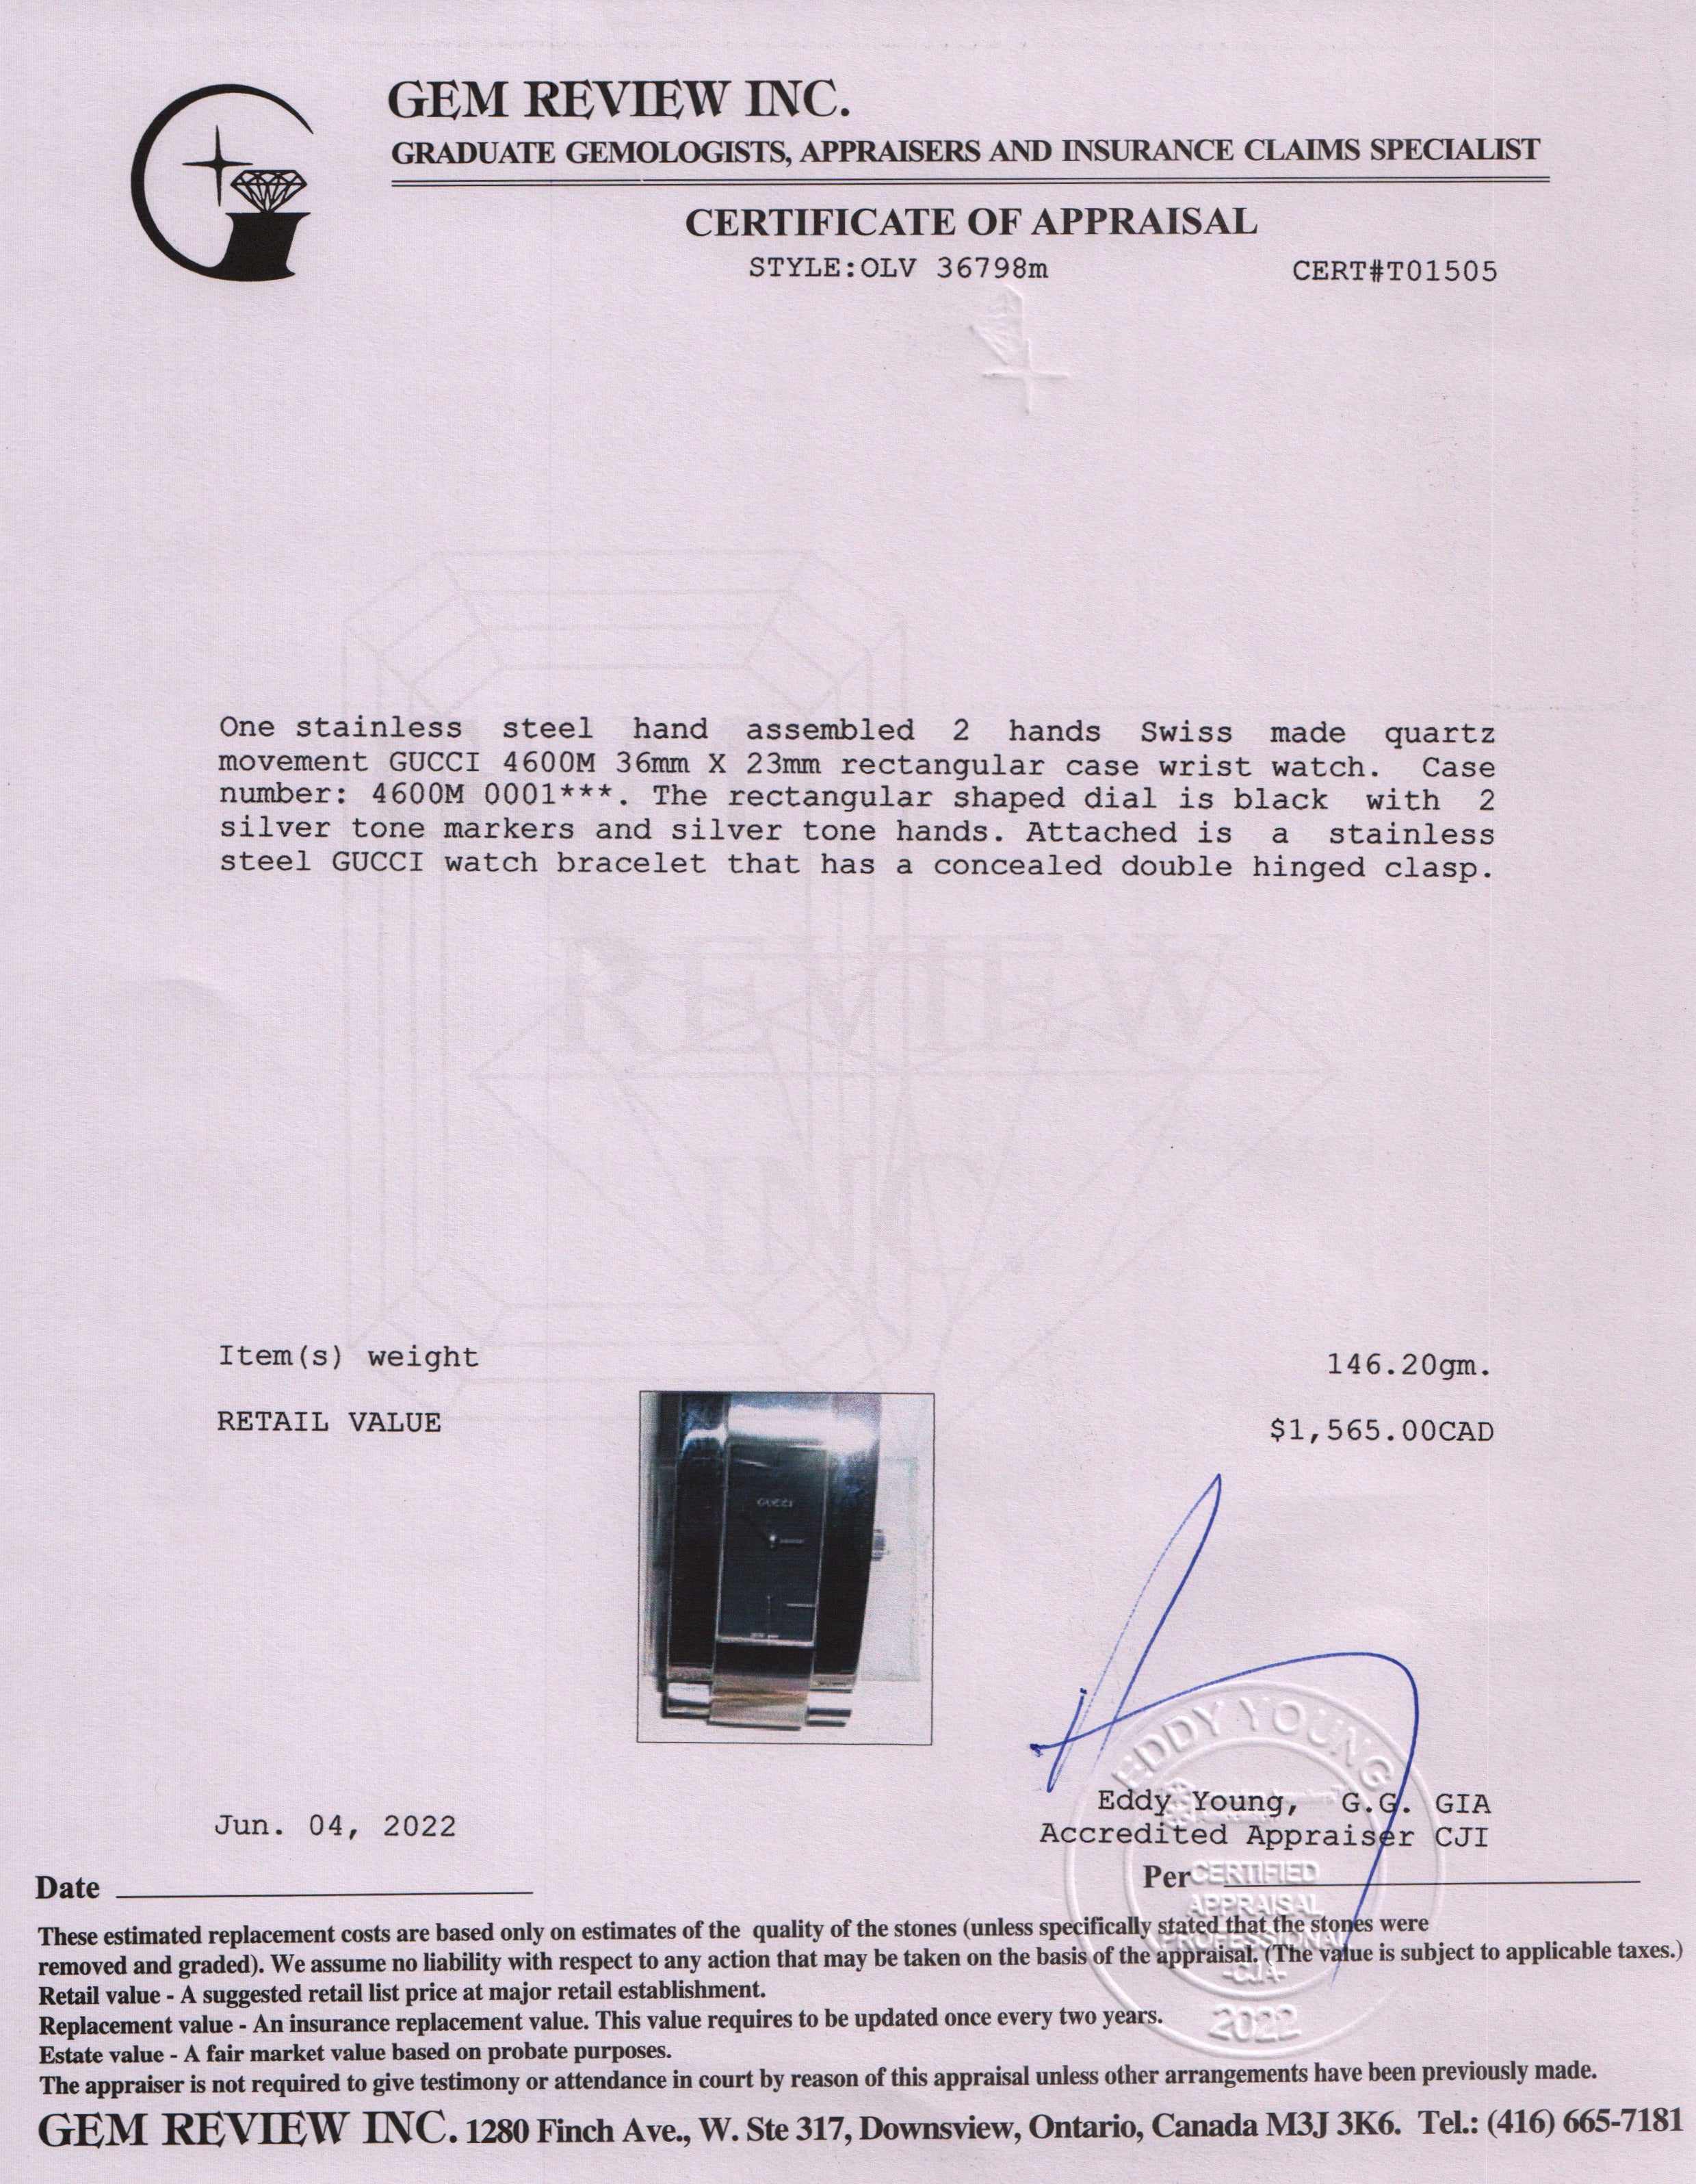 GEM REVIEW INC.
GRADUATE GEMOLOGISTS, APPRAISERS AND INSURANCE CLAIMS SPECIALIST
CERTIFICATE OF APPRAISAL
STYLE:OLV 36798m
CERT#T01505
One stainless steel hand assembled 2 hands Swiss made quartz
movement GUCCI 4600M 36mm X 23mm rectangular case wrist watch. Case
number: 4600M 0001***. The rectangular shaped dial is black with 2
silver tone markers and silver tone hands. Attached is a stainless
steel GUCCI watch bracelet that has a concealed double hinged clasp.
REVIEW
INC
Item(s) weight 146.20gm.
RETAIL VALUE $1,565.00CAD
GUCCI
EDDY YOUNG
Eddy Young, G.G. GIA
Jun. 04, 2022
Accredited Appraiser CJI
Date
Per
CERTIFIED
APPRAISAL
PROFESSIONAL
-CJA-
2022
These estimated replacement costs are based only on estimates of the quality of the stones (unless specifically stated that the stones were
removed and graded). We assume no liability with respect to any action that may be taken on the basis of the appraisal. (The value is subject to applicable taxes.)
Retail value - A suggested retail list price at major retail establishment.
Replacement value - An insurance replacement value. This value requires to be updated once every two years.
Estate value - A fair market value based on probate purposes.
The appraiser is not required to give testimony or attendance in court by reason of this appraisal unless other arrangements have been previously made.
GEM REVIEW INC. 1280 Finch Ave., W. Ste 317, Downsview, Ontario, Canada M3J 3K6. Tel.: (416) 665-7181